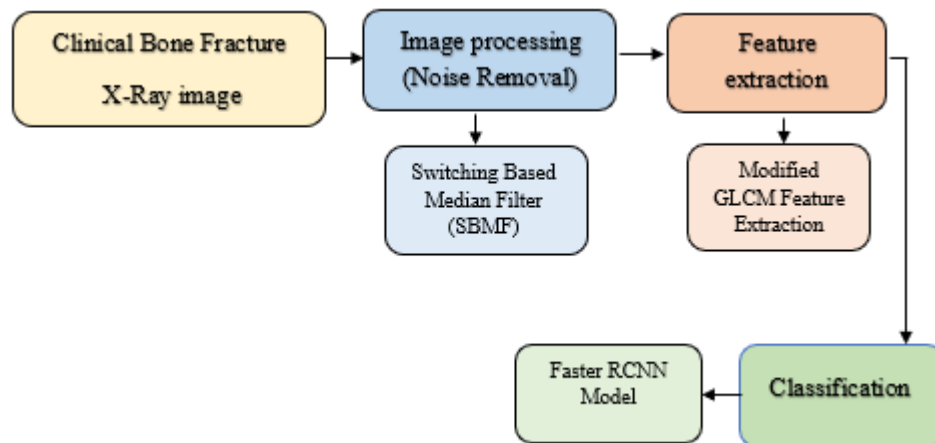 Clinical Bone Fracture
X-Ray image
Image processing
(Noise Removal)
Feature
extraction
Switching Based
Median Filter
(SBMF)
Modified
GLCM Feature
Extraction
Faster RCNN
Model
Classification